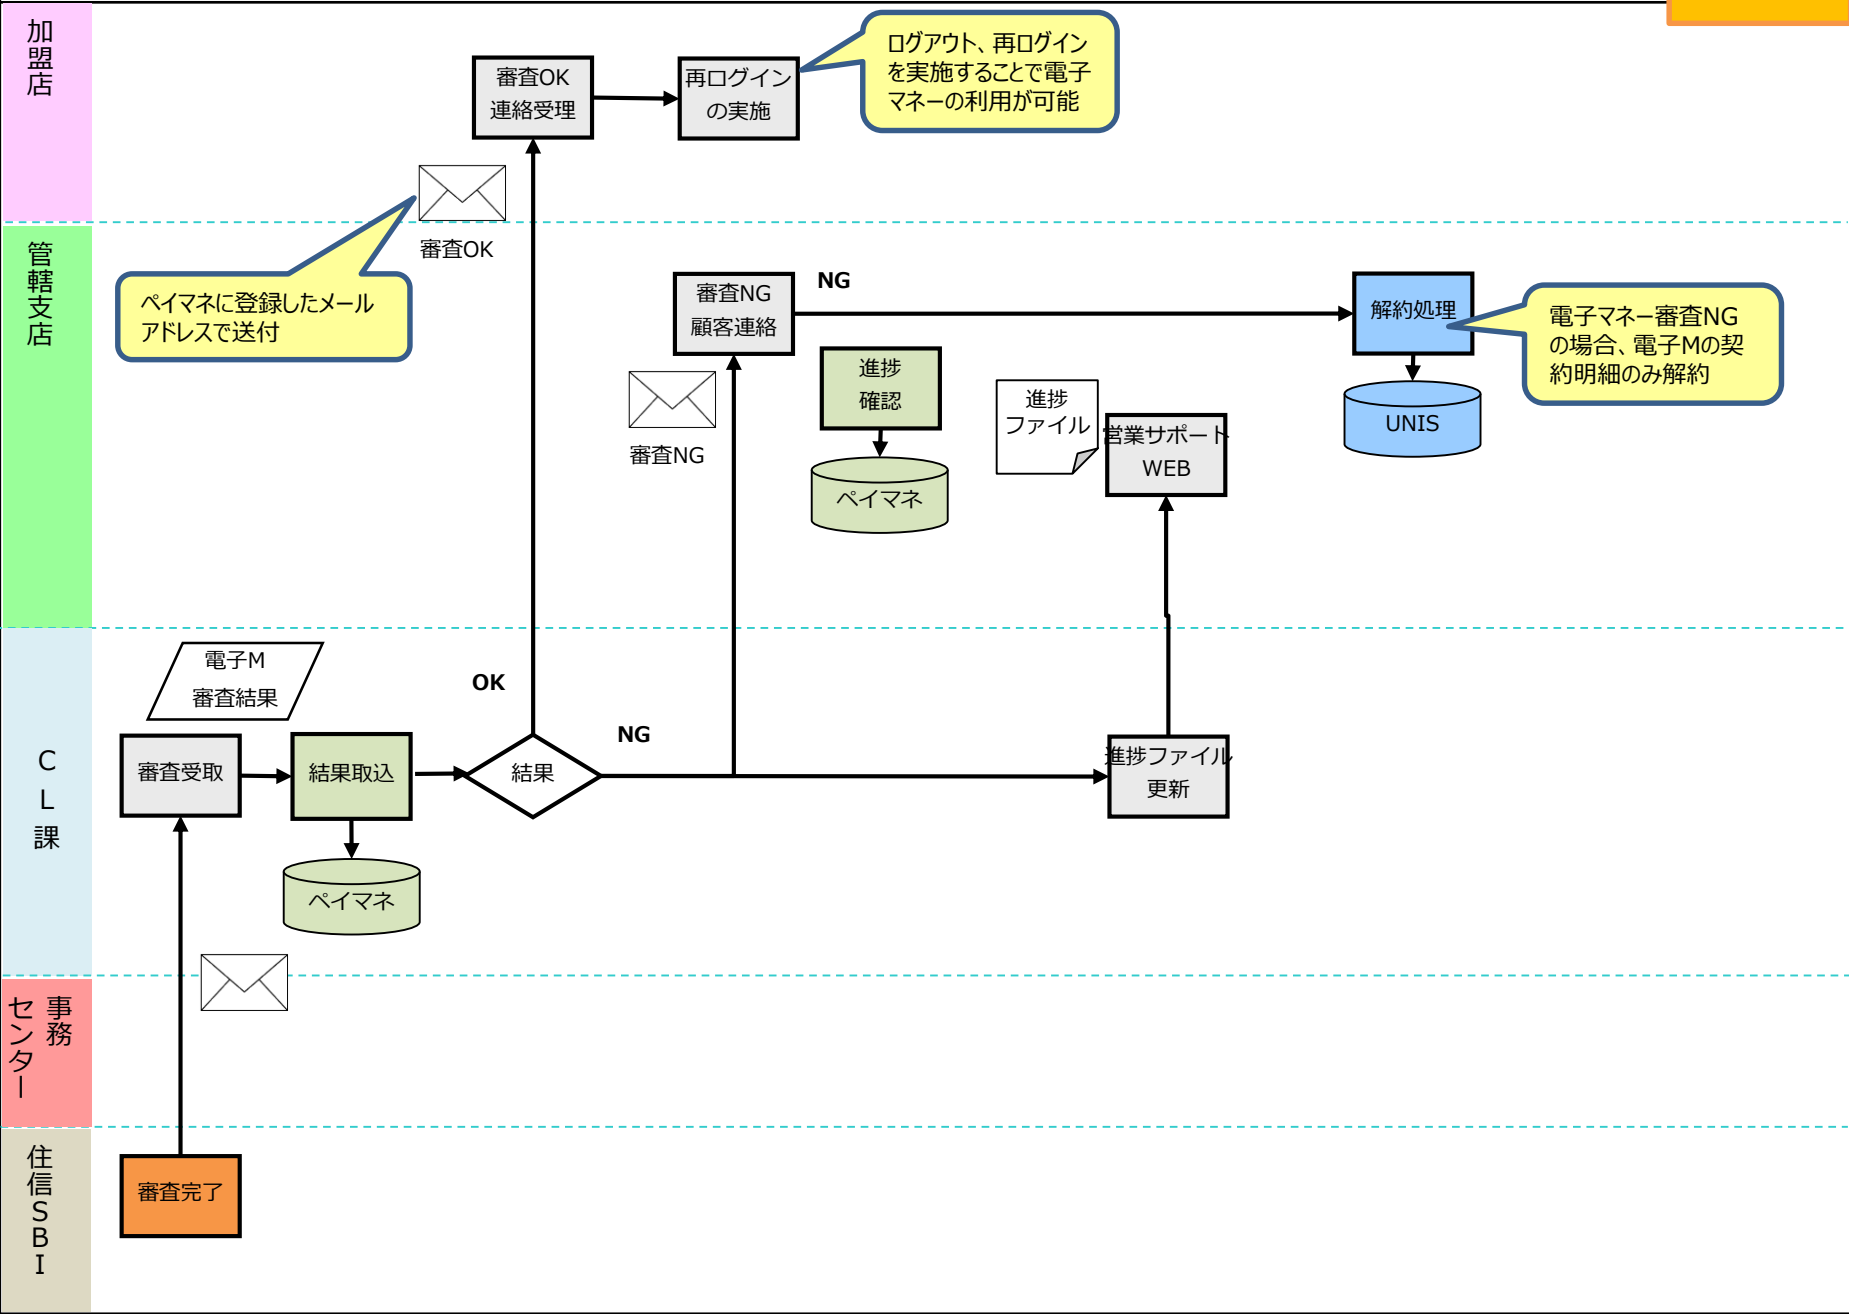 加盟店
審査OK
連絡受理
再ログイン
の実施
ログアウト、再ログイン
を実施することで電子
マネーの利用が可能
審査OK
管轄支店
ペイマネに登録したメール
アドレスで送付
審査NG
顧客連絡
NG
審査NG
進捗
確認
ペイマネ
進捗
ファイル
営業サポート
WEB
解約処理
UNIS
電子マネー審査NG
の場合、電子Mの契
約明細のみ解約
CL課
電子M
審査結果
審査受取
結果取込
ペイマネ
OK
結果
NG
進捗ファイル
更新
事務
センター
住信SBI
審査完了